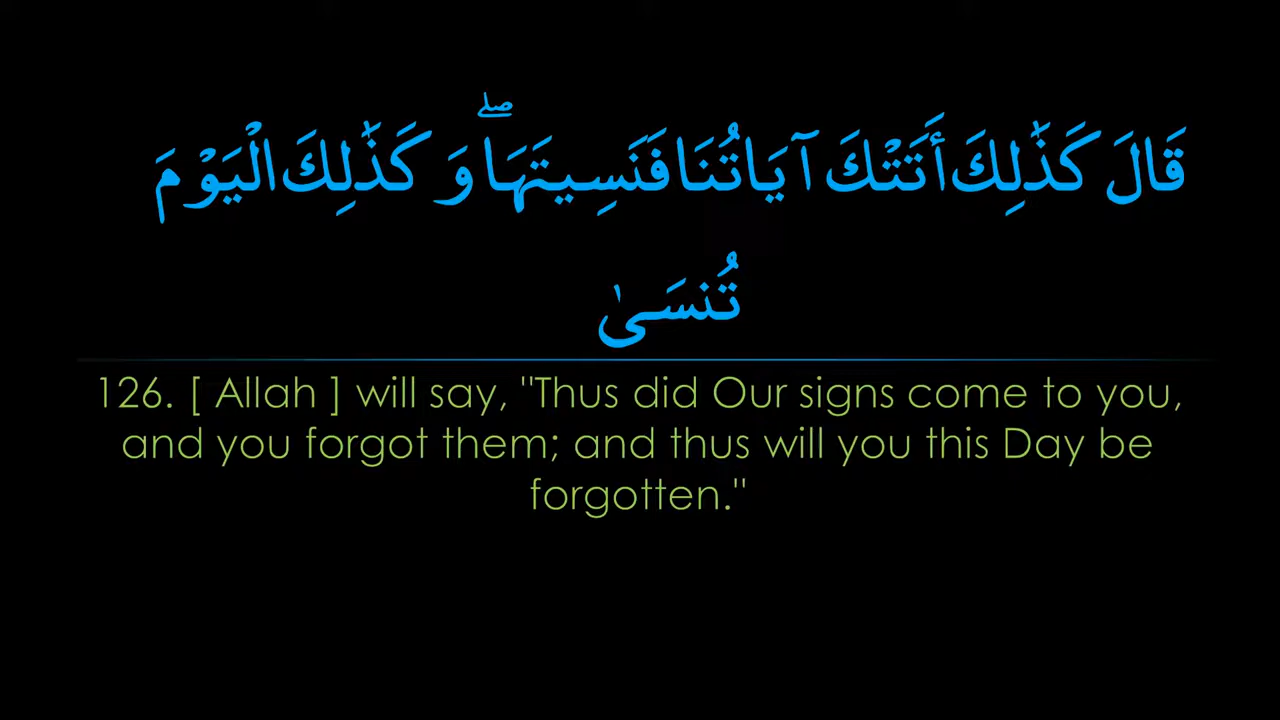 قَالَ كَذَٰلِكَ أَتَتْكَ آيَاتُنَا فَنَسِيتَهَا ۖ وَكَذَٰلِكَ الْيَوْمَ
تُنسَىٰ
126. [ Allah ] will say, "Thus did Our signs come to you,
and you forgot them; and thus will you this Day be
forgotten."